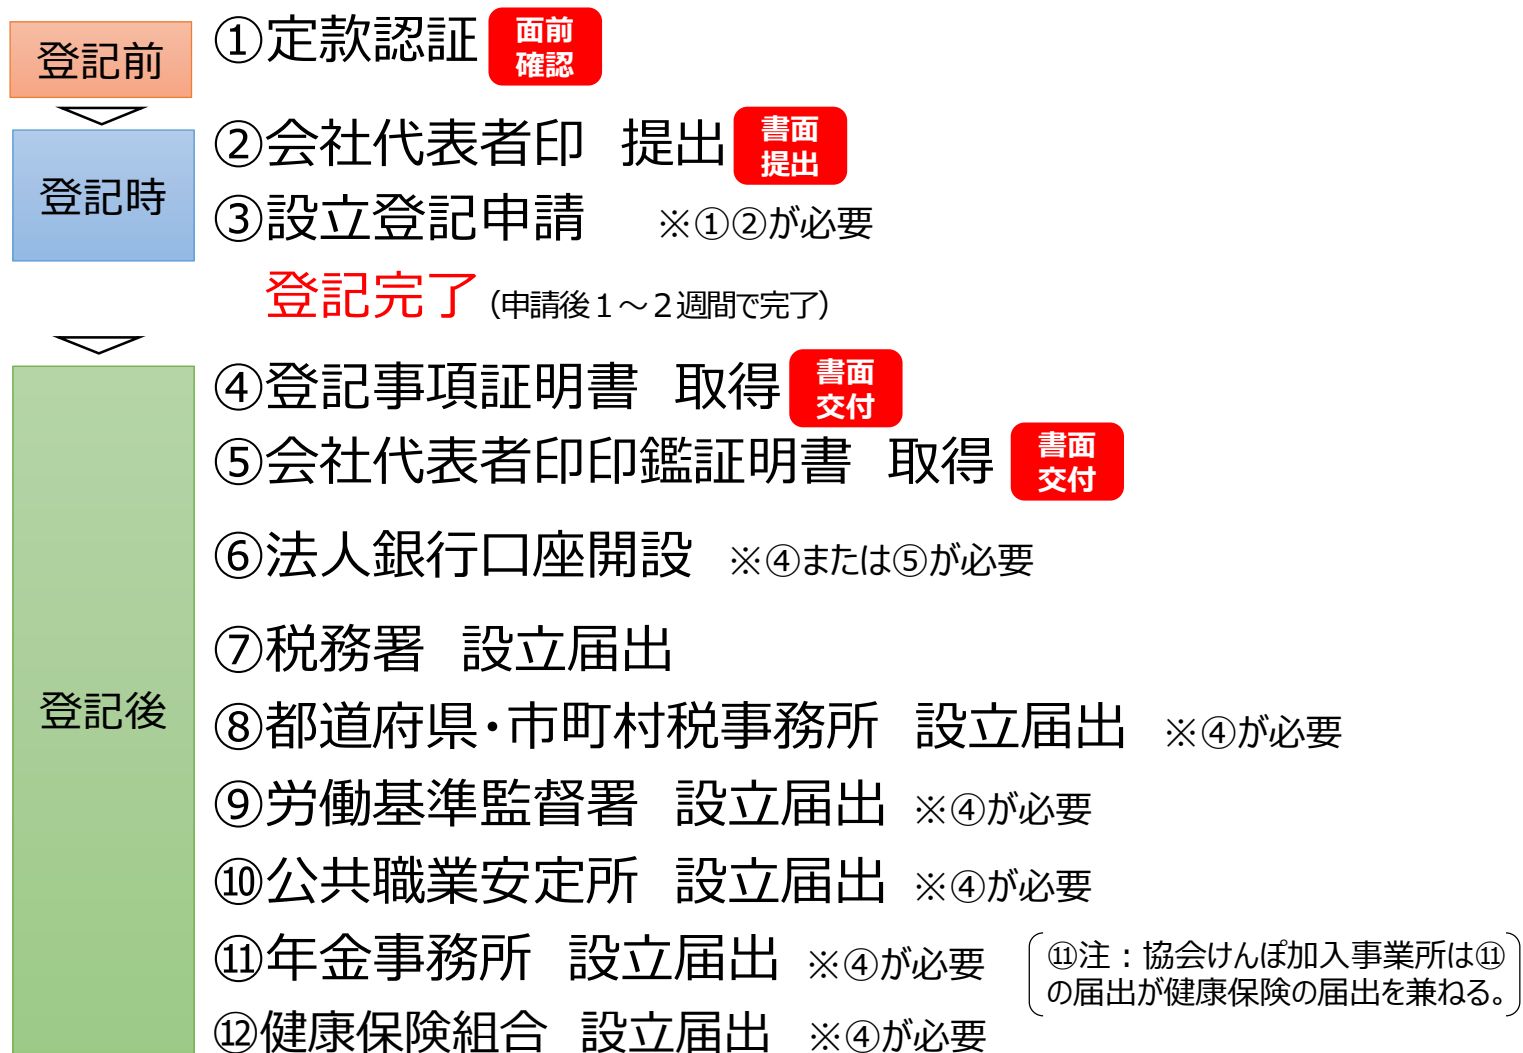 登記前
①定款認証 面前
確認
登記時
②会社代表者印 提出 書面
提出
③設立登記申請 ※①②が必要
登記完了(申請後1～2週間で完了)
登記後
④登記事項証明書 取得 書面
交付
⑤会社代表者印印鑑証明書 取得 書面
交付
⑥法人銀行口座開設 ※④または⑤が必要
⑦税務署 設立届出
⑧都道府県・市町村税事務所 設立届出 ※④が必要
⑨労働基準監督署 設立届出 ※④が必要
⑩公共職業安定所 設立届出 ※④が必要
⑪年金事務所 設立届出 ※④が必要
⑪注：協会けんぽ加入事業所は⑪
の届出が健康保険の届出を兼ねる。
⑫健康保険組合 設立届出 ※④が必要